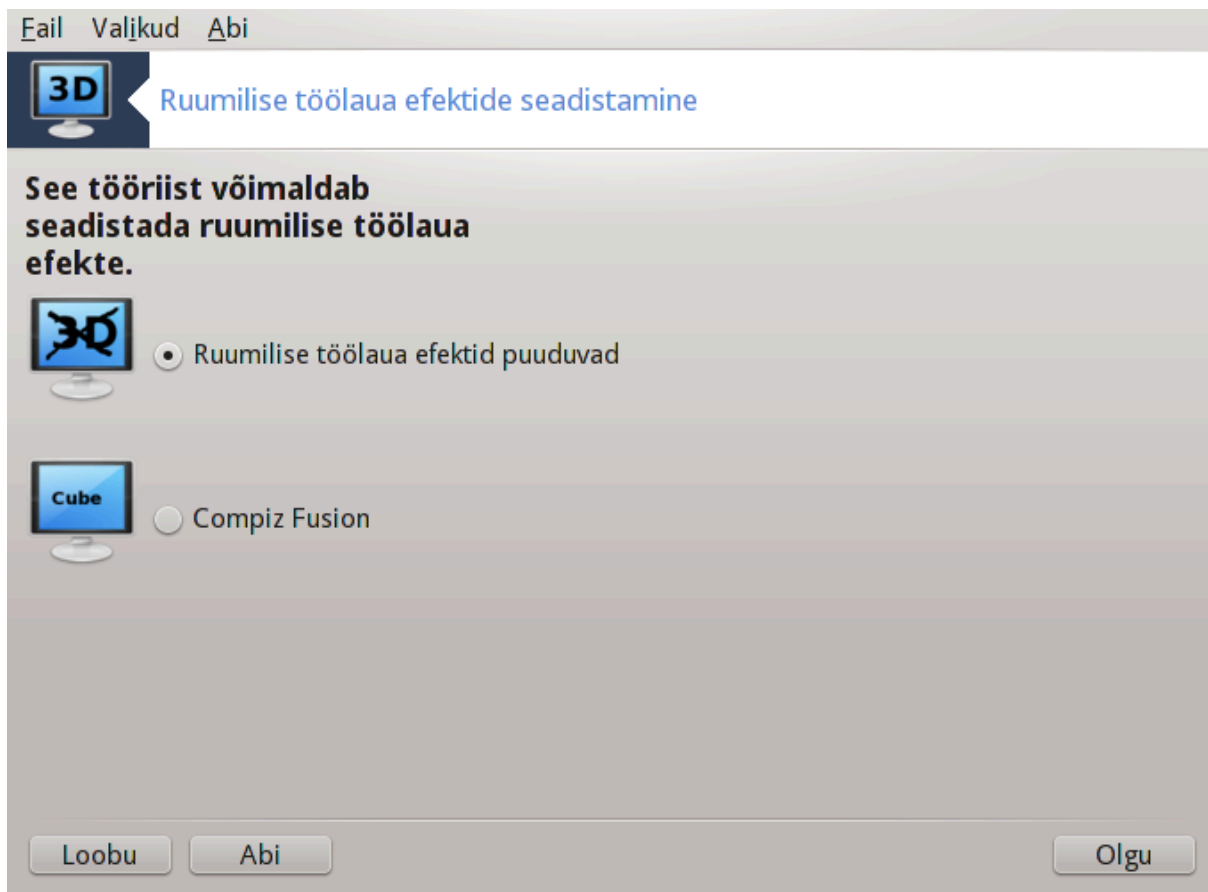 Fail Valikud Abi
3D
Ruumilise töölaua efektide seadistamine
See tööriist võimaldab
seadistada ruumilise töölaua
efekte.
3D
Ruumilise töölaua efektid puuduvad
Cube
Compiz Fusion
Loobu Abi Olgu